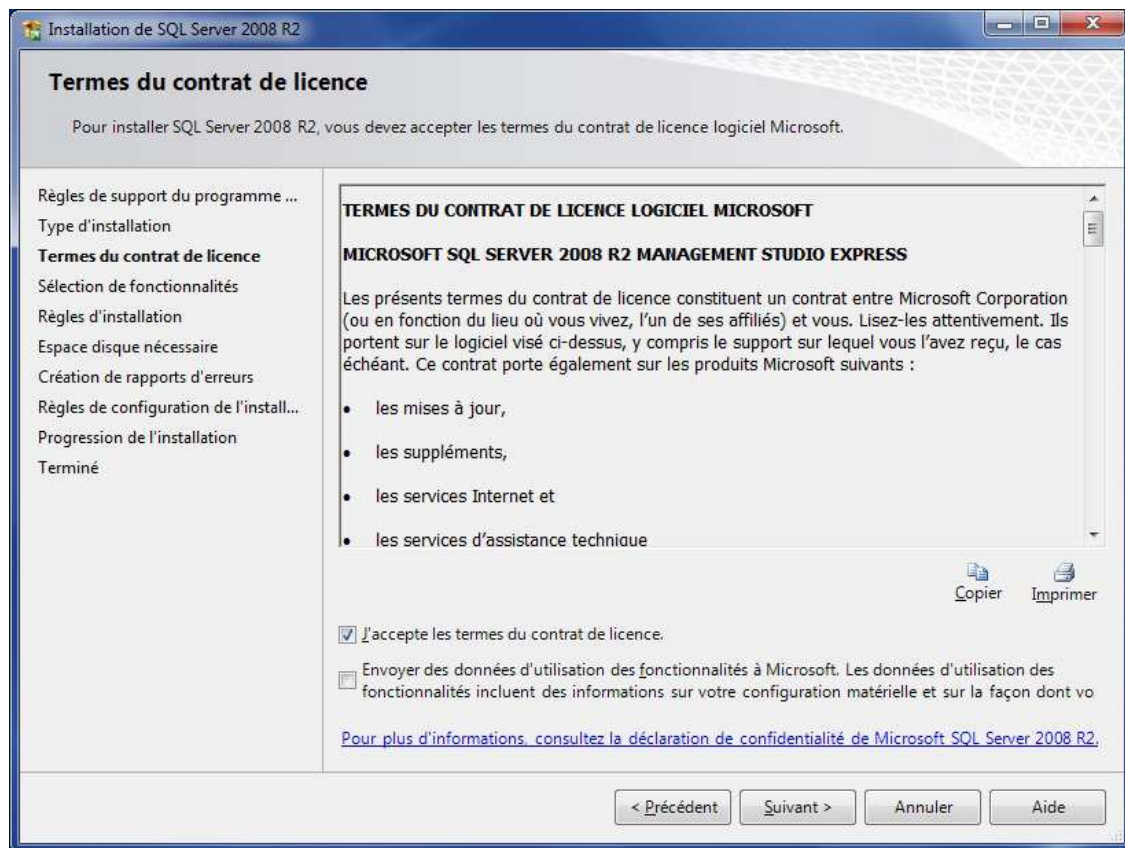 Installation de SQL Server 2008 R2
Termes du contrat de licence
Pour installer SQL Server 2008 R2, vous devez accepter les termes du contrat de licence logiciel Microsoft.
Règles de support du programme ...
Type d'installation
Termes du contrat de licence
Sélection de fonctionnalités
Règles d'installation
Espace disque nécessaire
Création de rapports d'erreurs
Règles de configuration de l'install...
Progression de l'installation
Terminé
TERMES DU CONTRAT DE LICENCE LOGICIEL MICROSOFT
MICROSOFT SQL SERVER 2008 R2 MANAGEMENT STUDIO EXPRESS
Les présents termes du contrat de licence constituent un contrat entre Microsoft Corporation
(ou en fonction du lieu où vous vivez, l'un de ses affiliés) et vous. Lisez-les attentivement. Ils
portent sur le logiciel visé ci-dessus, y compris le support sur lequel vous l'avez reçu, le cas
échéant. Ce contrat porte également sur les produits Microsoft suivants :
• les mises à jour,
• les suppléments,
• les services Internet et
• les services d'assistance technique
Copier Imprimer
J'accepte les termes du contrat de licence.
Envoyer des données d'utilisation des fonctionnalités à Microsoft. Les données d'utilisation des
fonctionnalités incluent des informations sur votre configuration matérielle et sur la façon dont vo
Pour plus d'informations, consultez la déclaration de confidentialité de Microsoft SQL Server 2008 R2.
< Précédent Suivant > Annuler Aide